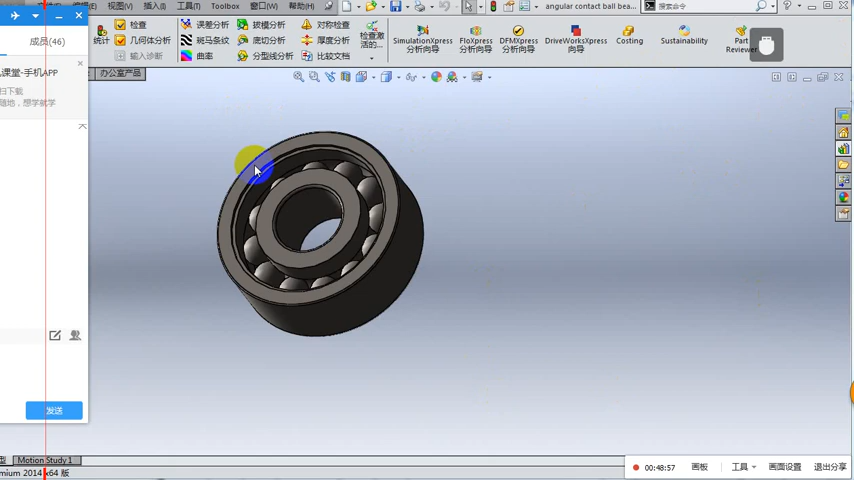 编辑(E) 视图(V) 插入(I) 工具(T) Toolbox 窗口(W) 帮助(H) angular contact ball bea... 搜索命令
统计 检查 误差分析 拔模分析 对称检查 检查激活的... SimulationXpress 分析向导 FloXpress 分析向导 DFMXpress 分析向导 DriveWorksXpress 向导 Costing Sustainability Part Reviewer
几何体分析 斑马条纹 底切分析 厚度分析
输入诊断 曲率 分型线分析 比较文档
办公室产品
成员(46)
课堂-手机APP
扫下载
随地，想学就学
发送
型 Motion Study 1
mium 2014 x64 版
00:48:57 画板 工具 画面设置 退出分享